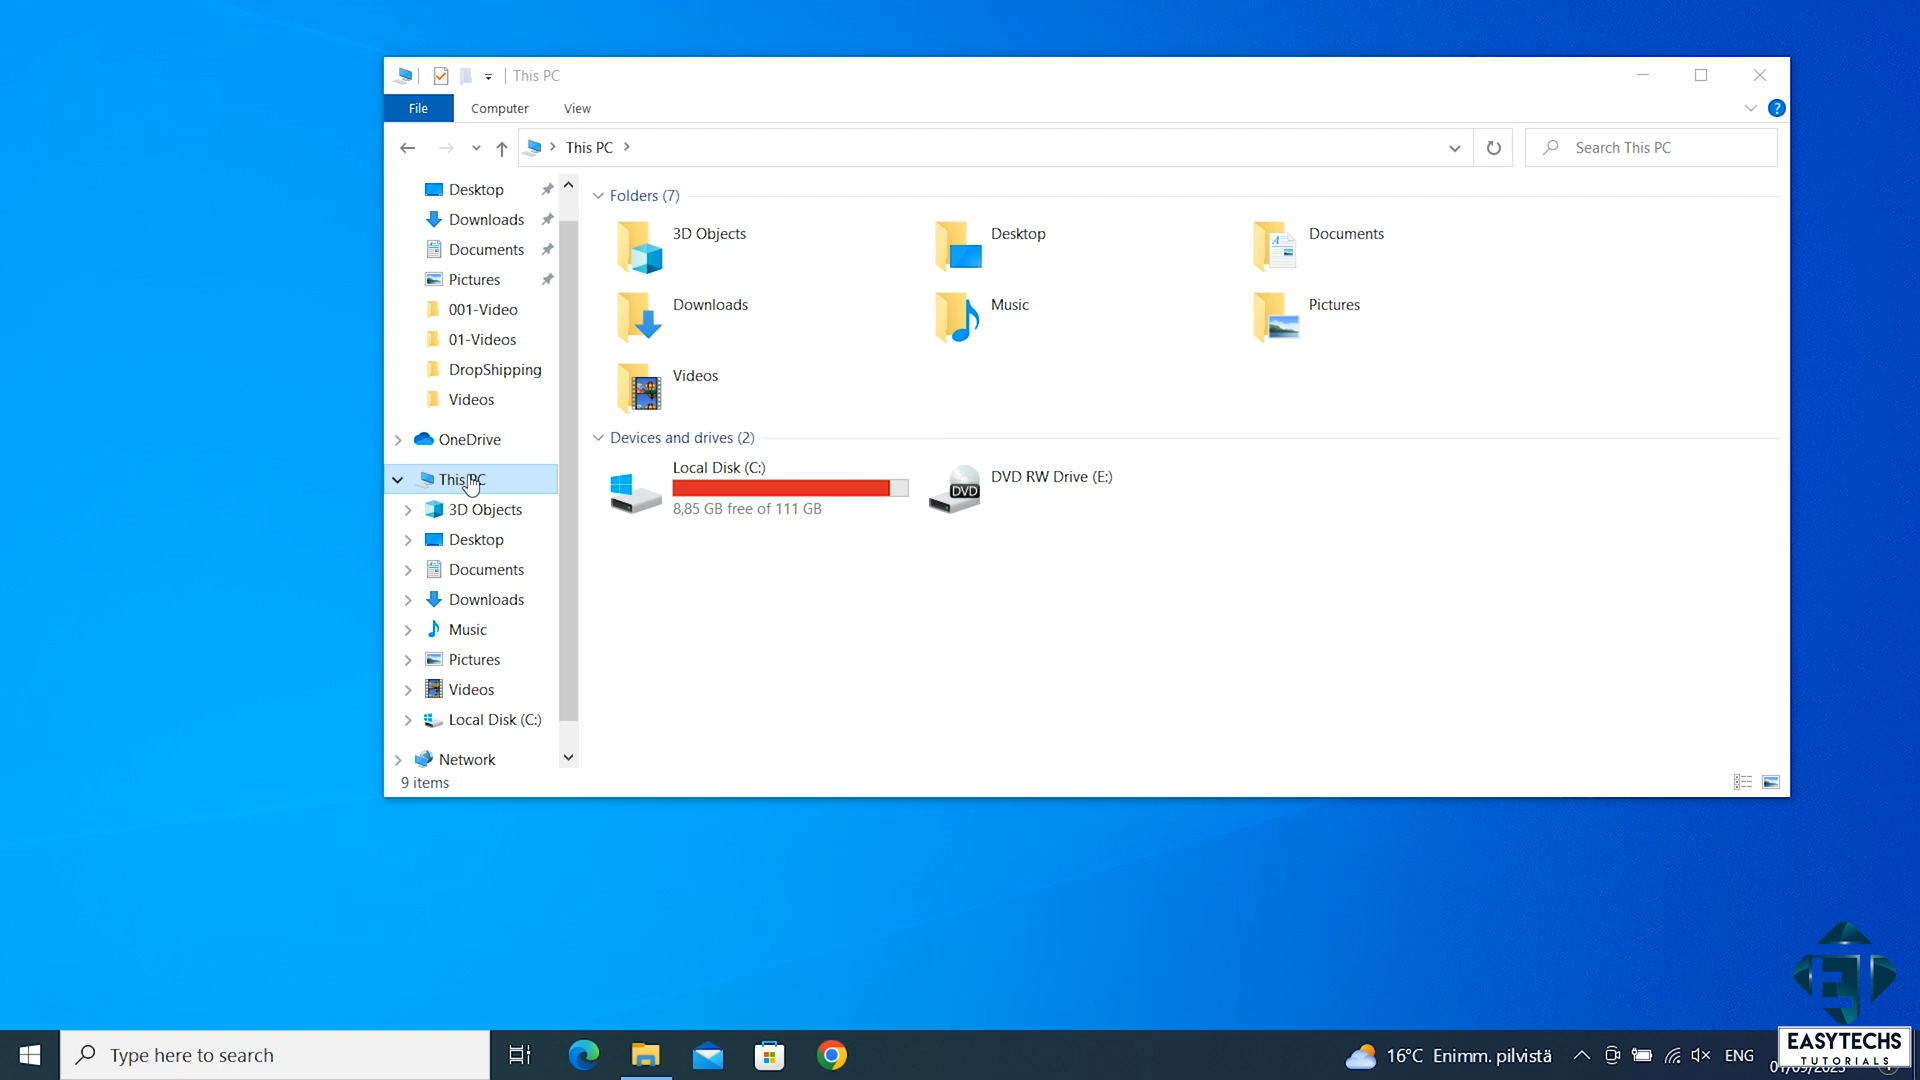 This PC
File
Computer
View
This PC
Search This PC
Desktop
Downloads
Documents
Pictures
001-Video
01-Videos
DropShipping
Videos
OneDrive
This PC
3D Objects
Desktop
Documents
Downloads
Music
Pictures
Videos
Local Disk (C:)
Network
9 items
Folders (7)
3D Objects
Desktop
Documents
Downloads
Music
Pictures
Videos
Devices and drives (2)
Local Disk (C:)
8,85 GB free of 111 GB
DVD
DVD RW Drive (E:)
Type here to search
16°C Enimm. pilvistä
ENG
EASYTECHS
TUTORIALS